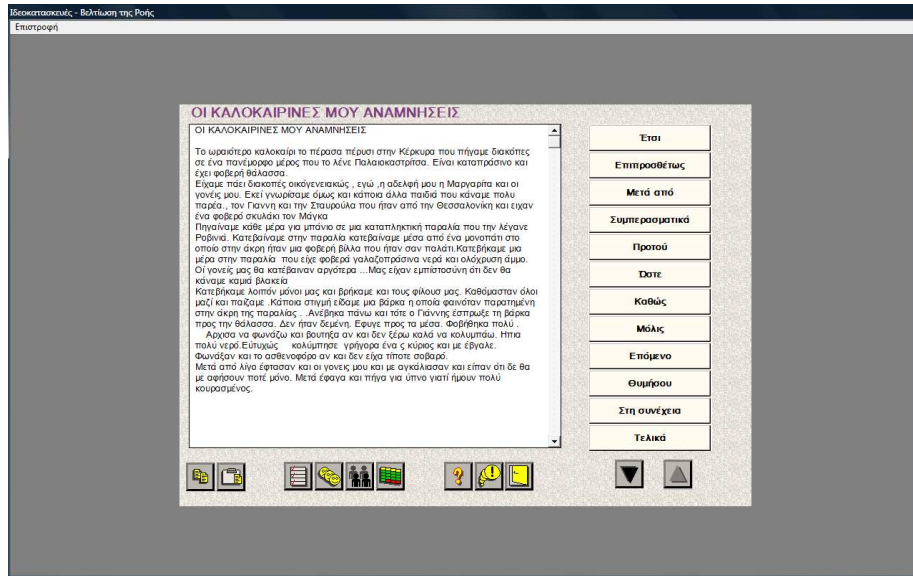 Ιδεοκατασκευές - Βελτίωση της Ροής
Επιστροφή
ΟΙ ΚΑΛΟΚΑΙΡΙΝΕΣ ΜΟΥ ΑΝΑΜΝΗΣΕΙΣ
ΟΙ ΚΑΛΟΚΑΙΡΙΝΕΣ ΜΟΥ ΑΝΑΜΝΗΣΕΙΣ
Το ωραιότερο καλοκαίρι το πέρασα πέρυσι στην Κέρκυρα που πήγαμε διακόπες
σε ένα πανέμορφο μέρος που το λένε Παλαιοκαστρίτσα. Είναι καταπράσινο και
έχει φοβερή θάλασσα.
Είχαμε πάει διακοπές οικόγενειακώς , εγώ ,η αδελφή μου η Μαργαρίτα και οι
γονείς μου. Εκεί γνωρίσαμε όμως και κάποια άλλα παιδιά που κάναμε πολυ
παρέα., τον Γιαννη και την Σταυρούλα που ήταν από την Θεσσαλονίκη και ειχαν
ένα φοβερό σκυλάκι τον Μάγκα
Πηγαίναμε κάθε μέρα για μπάνιο σε μια καταπληκτική παραλία που την λέγανε
Ροβινιά. Κατεβαίναμε στην παραλία κατεβαίναμε μέσα από ένα μονοπάτι στο
οποίο στην άκρη ήταν μια φοβερή βίλλα που ήταν σαν παλάτι.Κατεβήκαμε μια
μέρα στην παραλία  που είχε φοβερά γαλαζοπράσινα νερά και ολόχρυση άμμο.
Οί γονείς μας θα κατέβαιναν αργότερα ...Μας είχαν εμπίστοσύνη ότι δεν θα
κάναμε καμιά βλακεία
Κατεβήκαμε λοιπόν μόνοι μας και βρήκαμε και τους φίλους μας. Καθόμασταν όλοι
μαζί και παίζαμε .Κάποια στιγμή είδαμε μια βάρκα η οποία φαινόταν παρατημένη
στην άκρη της παραλίας . .Ανέβηκα πάνω και τότε ο Γιάννης έσπρωξε τη βάρκα
προς την θάλασσα. Δεν ήταν δεμένη. Εφυγε προς τα μέσα. Φοβήθηκα πολύ .
Αρχισα να φωνάζω και βουτηξα αν και δεν ξέρω καλά να κολυμπάω. Ηπια
πολύ νερό.Ευτυχώς     κολύμπησε  γρήγορα ένα ς κύριος και με έβγαλε.
Φωνάξαν και το ασθενοφόρο αν και δεν είχα τίποτε σοβαρό.
Μετά από λίγο έφτασαν και οι γονεις μου και με αγκάλιασαν και είπαν ότι δε θα
με αφήσουν ποτέ μόνο. Μετά έφαγα και πήγα για ύπνο γιατί ήμουν πολύ
κουρασμένος.
Έτσι
Επιπροσθέτως
Μετά από
Συμπερασματικά
Προτού
Ώστε
Καθώς
Μόλις
Επόμενο
Θυμήσου
Στη συνέχεια
Τελικά